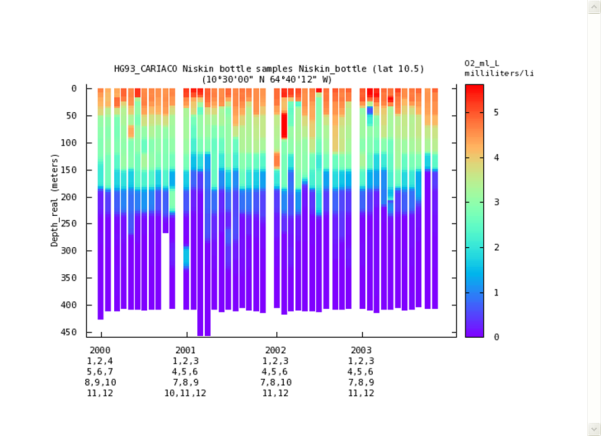 HG93_CARIACO Niskin bottle samples Niskin_bottle (lat 10.5)
(10°30'00" N 64°40'12" W)
O2_ml_L
milliliters/li
Depth_real (meters)
0
50
100
150
200
250
300
350
400
450
5
4
3
2
1
0
2000 2001 2002 2003
1,2,4 1,2,3 1,2,3 1,2,3
5,6,7 4,5,6 4,5,6 4,5,6
8,9,10 7,8,9 7,8,10 7,8,9
11,12 10,11,12 11,12 11,12